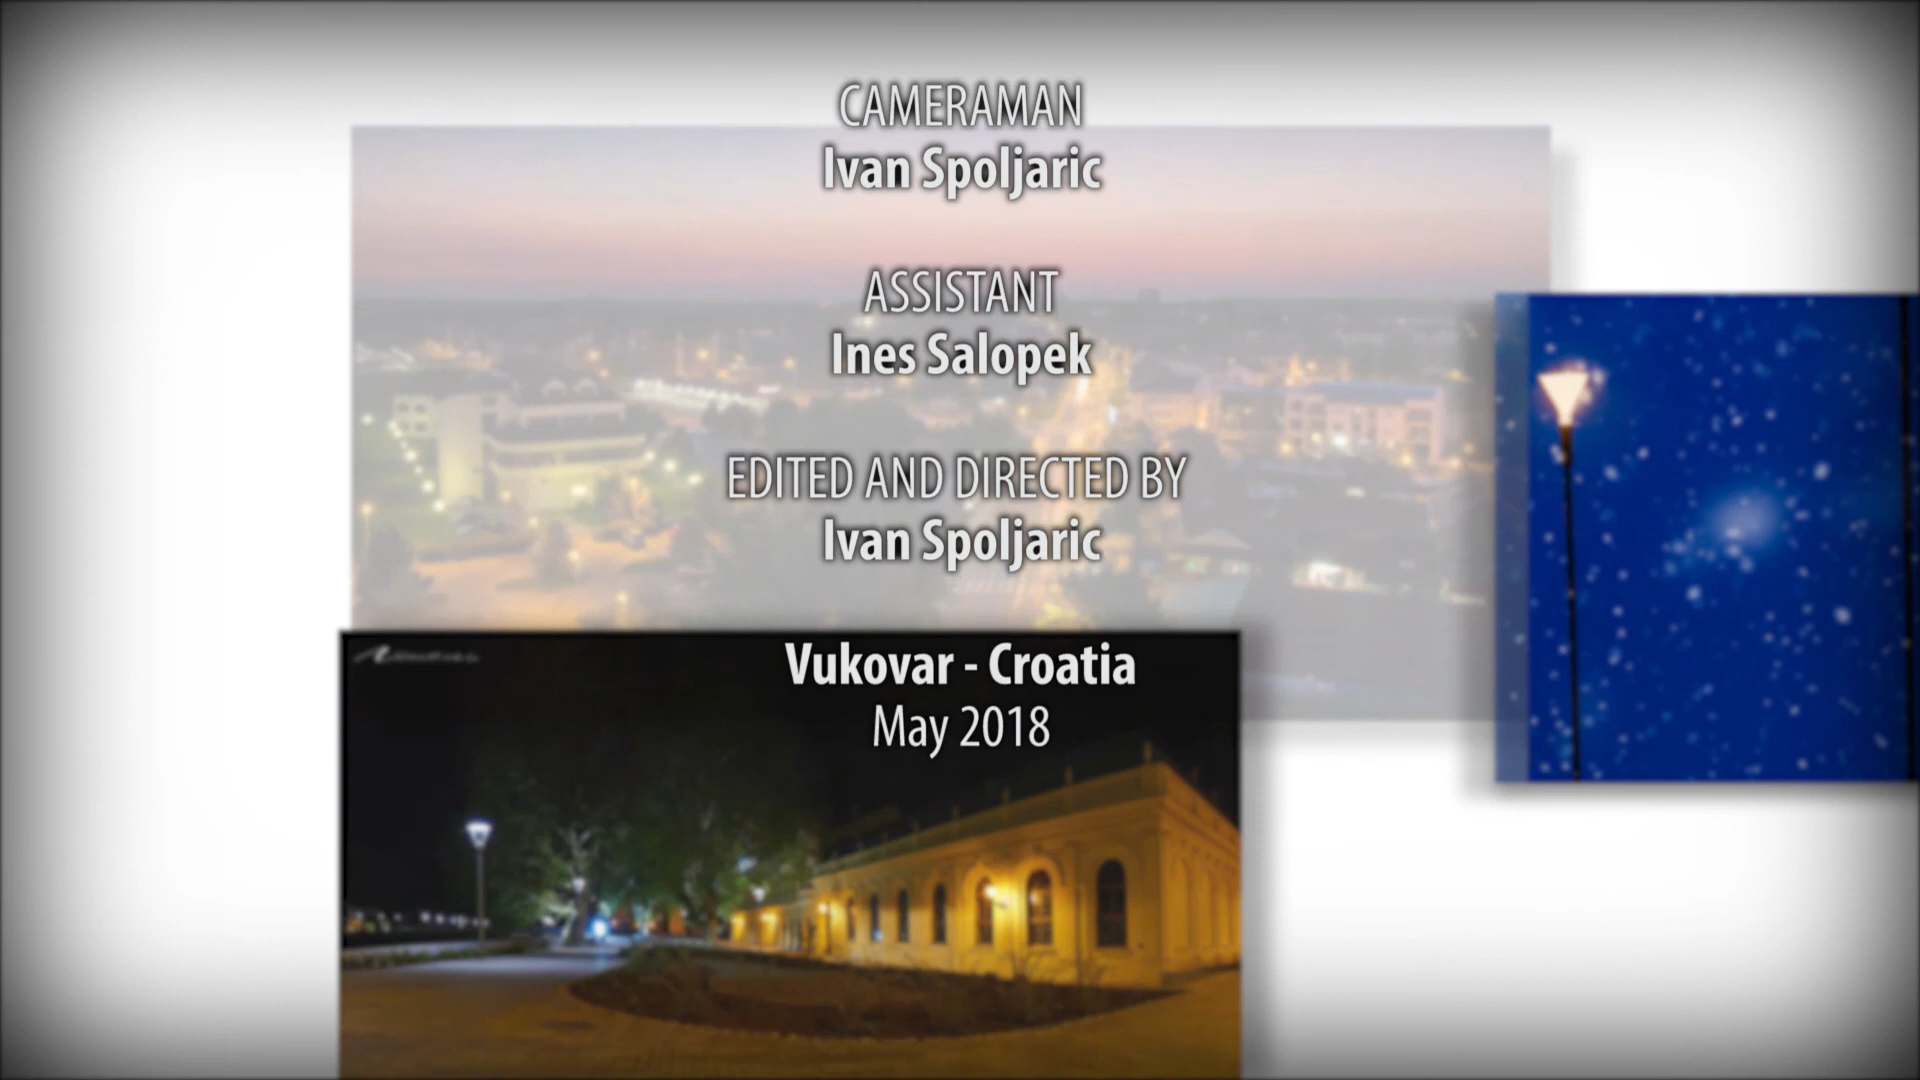 CAMERAMAN
Ivan Spoljaric
ASSISTANT
Ines Salopek
EDITED AND DIRECTED BY
Ivan Spoljaric
Vukovar - Croatia
May 2018